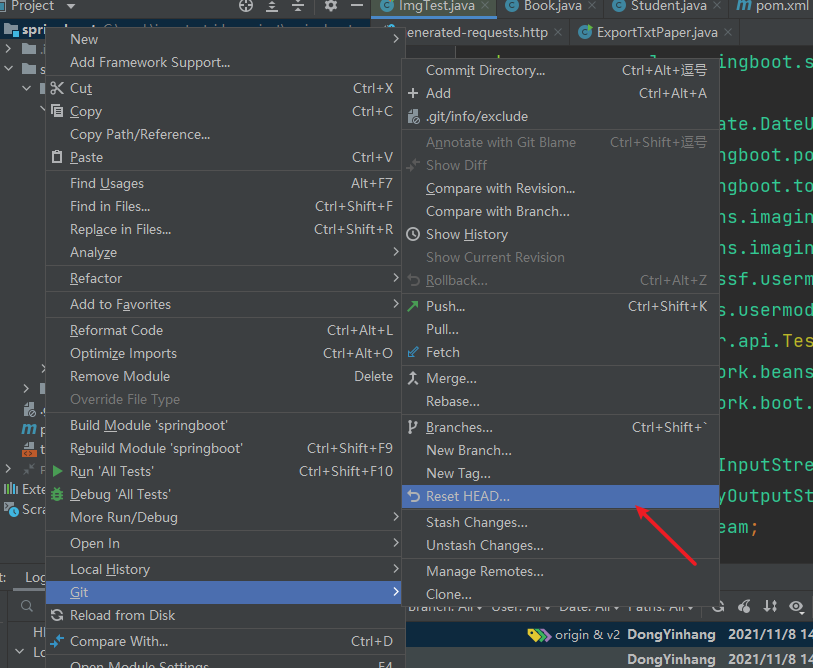 Project
ImgTest.java
Book.java
Student.java
pom.xml
enerated-requests.http
ExportTxtPaper.java
New
Add Framework Support...
Cut Ctrl+X
Copy Ctrl+C
Copy Path/Reference...
Paste Ctrl+V
Find Usages Alt+F7
Find in Files... Ctrl+Shift+F
Replace in Files... Ctrl+Shift+R
Analyze
Refactor
Add to Favorites
Reformat Code Ctrl+Alt+L
Optimize Imports Ctrl+Alt+O
Remove Module Delete
Override File Type
Build Module 'springboot'
Rebuild Module 'springboot' Ctrl+Shift+F9
Run 'All Tests' Ctrl+Shift+F10
Debug 'All Tests'
More Run/Debug
Open In
Local History
Git
Reload from Disk
Compare With... Ctrl+D
Open Module Settings F4
Commit Directory... Ctrl+Alt+逗号
Add Ctrl+Alt+A
.git/info/exclude
Annotate with Git Blame Ctrl+Shift+逗号
Show Diff
Compare with Revision...
Compare with Branch...
Show History
Show Current Revision
Rollback... Ctrl+Alt+Z
Push... Ctrl+Shift+K
Pull...
Fetch
Merge...
Rebase...
Branches... Ctrl+Shift+`
New Branch...
New Tag...
Reset HEAD...
Stash Changes...
Unstash Changes...
Manage Remotes...
Clone...
ingboot.s
ate.DateU
ngboot.po
ngboot.to
ns.imagin
ns.imagin
ssf.userm
s.usermod
r.api.Tes
ork.beans
ork.boot.
InputStre
yOutputSt
eam;
Exte
Scra
t: Log
Branch: All User: All Date: All Paths: All
origin & v2 DongYinhang 2021/11/8 14
DongYinhang 2021/11/8 14